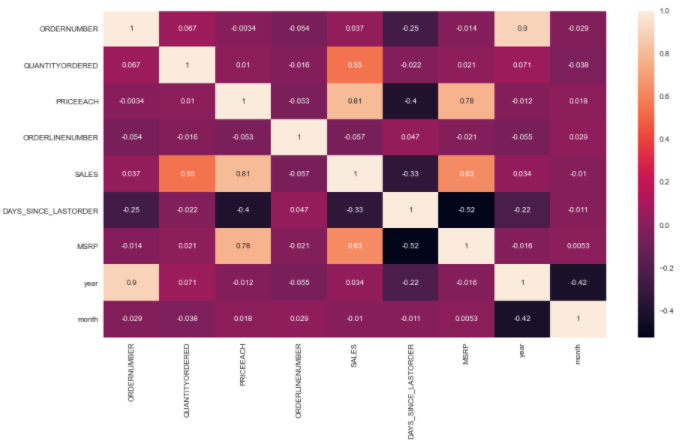 ORDERNUMBER 1 0.067 -0.0034 -0.054 0.037 -0.25 -0.014 0.9 -0.029
QUANTITYORDERED 0.067 1 0.01 -0.016 0.55 -0.022 0.021 0.071 -0.038
PRICEEACH -0.0034 0.01 1 -0.053 0.81 -0.4 0.78 -0.012 0.018
ORDERLINENUMBER -0.054 -0.016 -0.053 1 -0.057 0.047 -0.021 -0.055 0.029
SALES 0.037 0.55 0.81 -0.057 1 -0.33 0.63 0.034 -0.01
DAYS_SINCE_LASTORDER -0.25 -0.022 -0.4 0.047 -0.33 1 -0.52 -0.22 -0.011
MSRP -0.014 0.021 0.78 -0.021 0.63 -0.52 1 -0.016 0.0053
year 0.9 0.071 -0.012 -0.055 0.034 -0.22 -0.016 1 -0.42
month -0.029 -0.038 0.018 0.029 -0.01 -0.011 0.0053 -0.42 1
ORDERNUMBER
QUANTITYORDERED
PRICEEACH
ORDERLINENUMBER
SALES
DAYS_SINCE_LASTORDER
MSRP
year
month
1.0
0.8
0.6
0.4
0.2
0.0
-0.2
-0.4